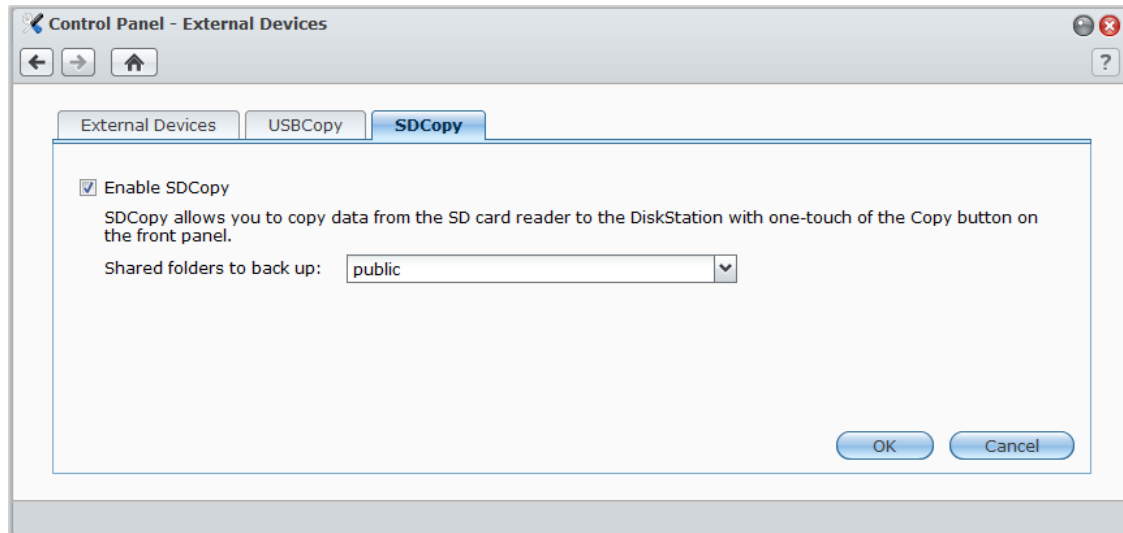 Control Panel - External Devices
?
External Devices USBCopy SDCopy
Enable SDCopy
SDCopy allows you to copy data from the SD card reader to the DiskStation with one-touch of the Copy button on
the front panel.
Shared folders to back up: public
OK Cancel